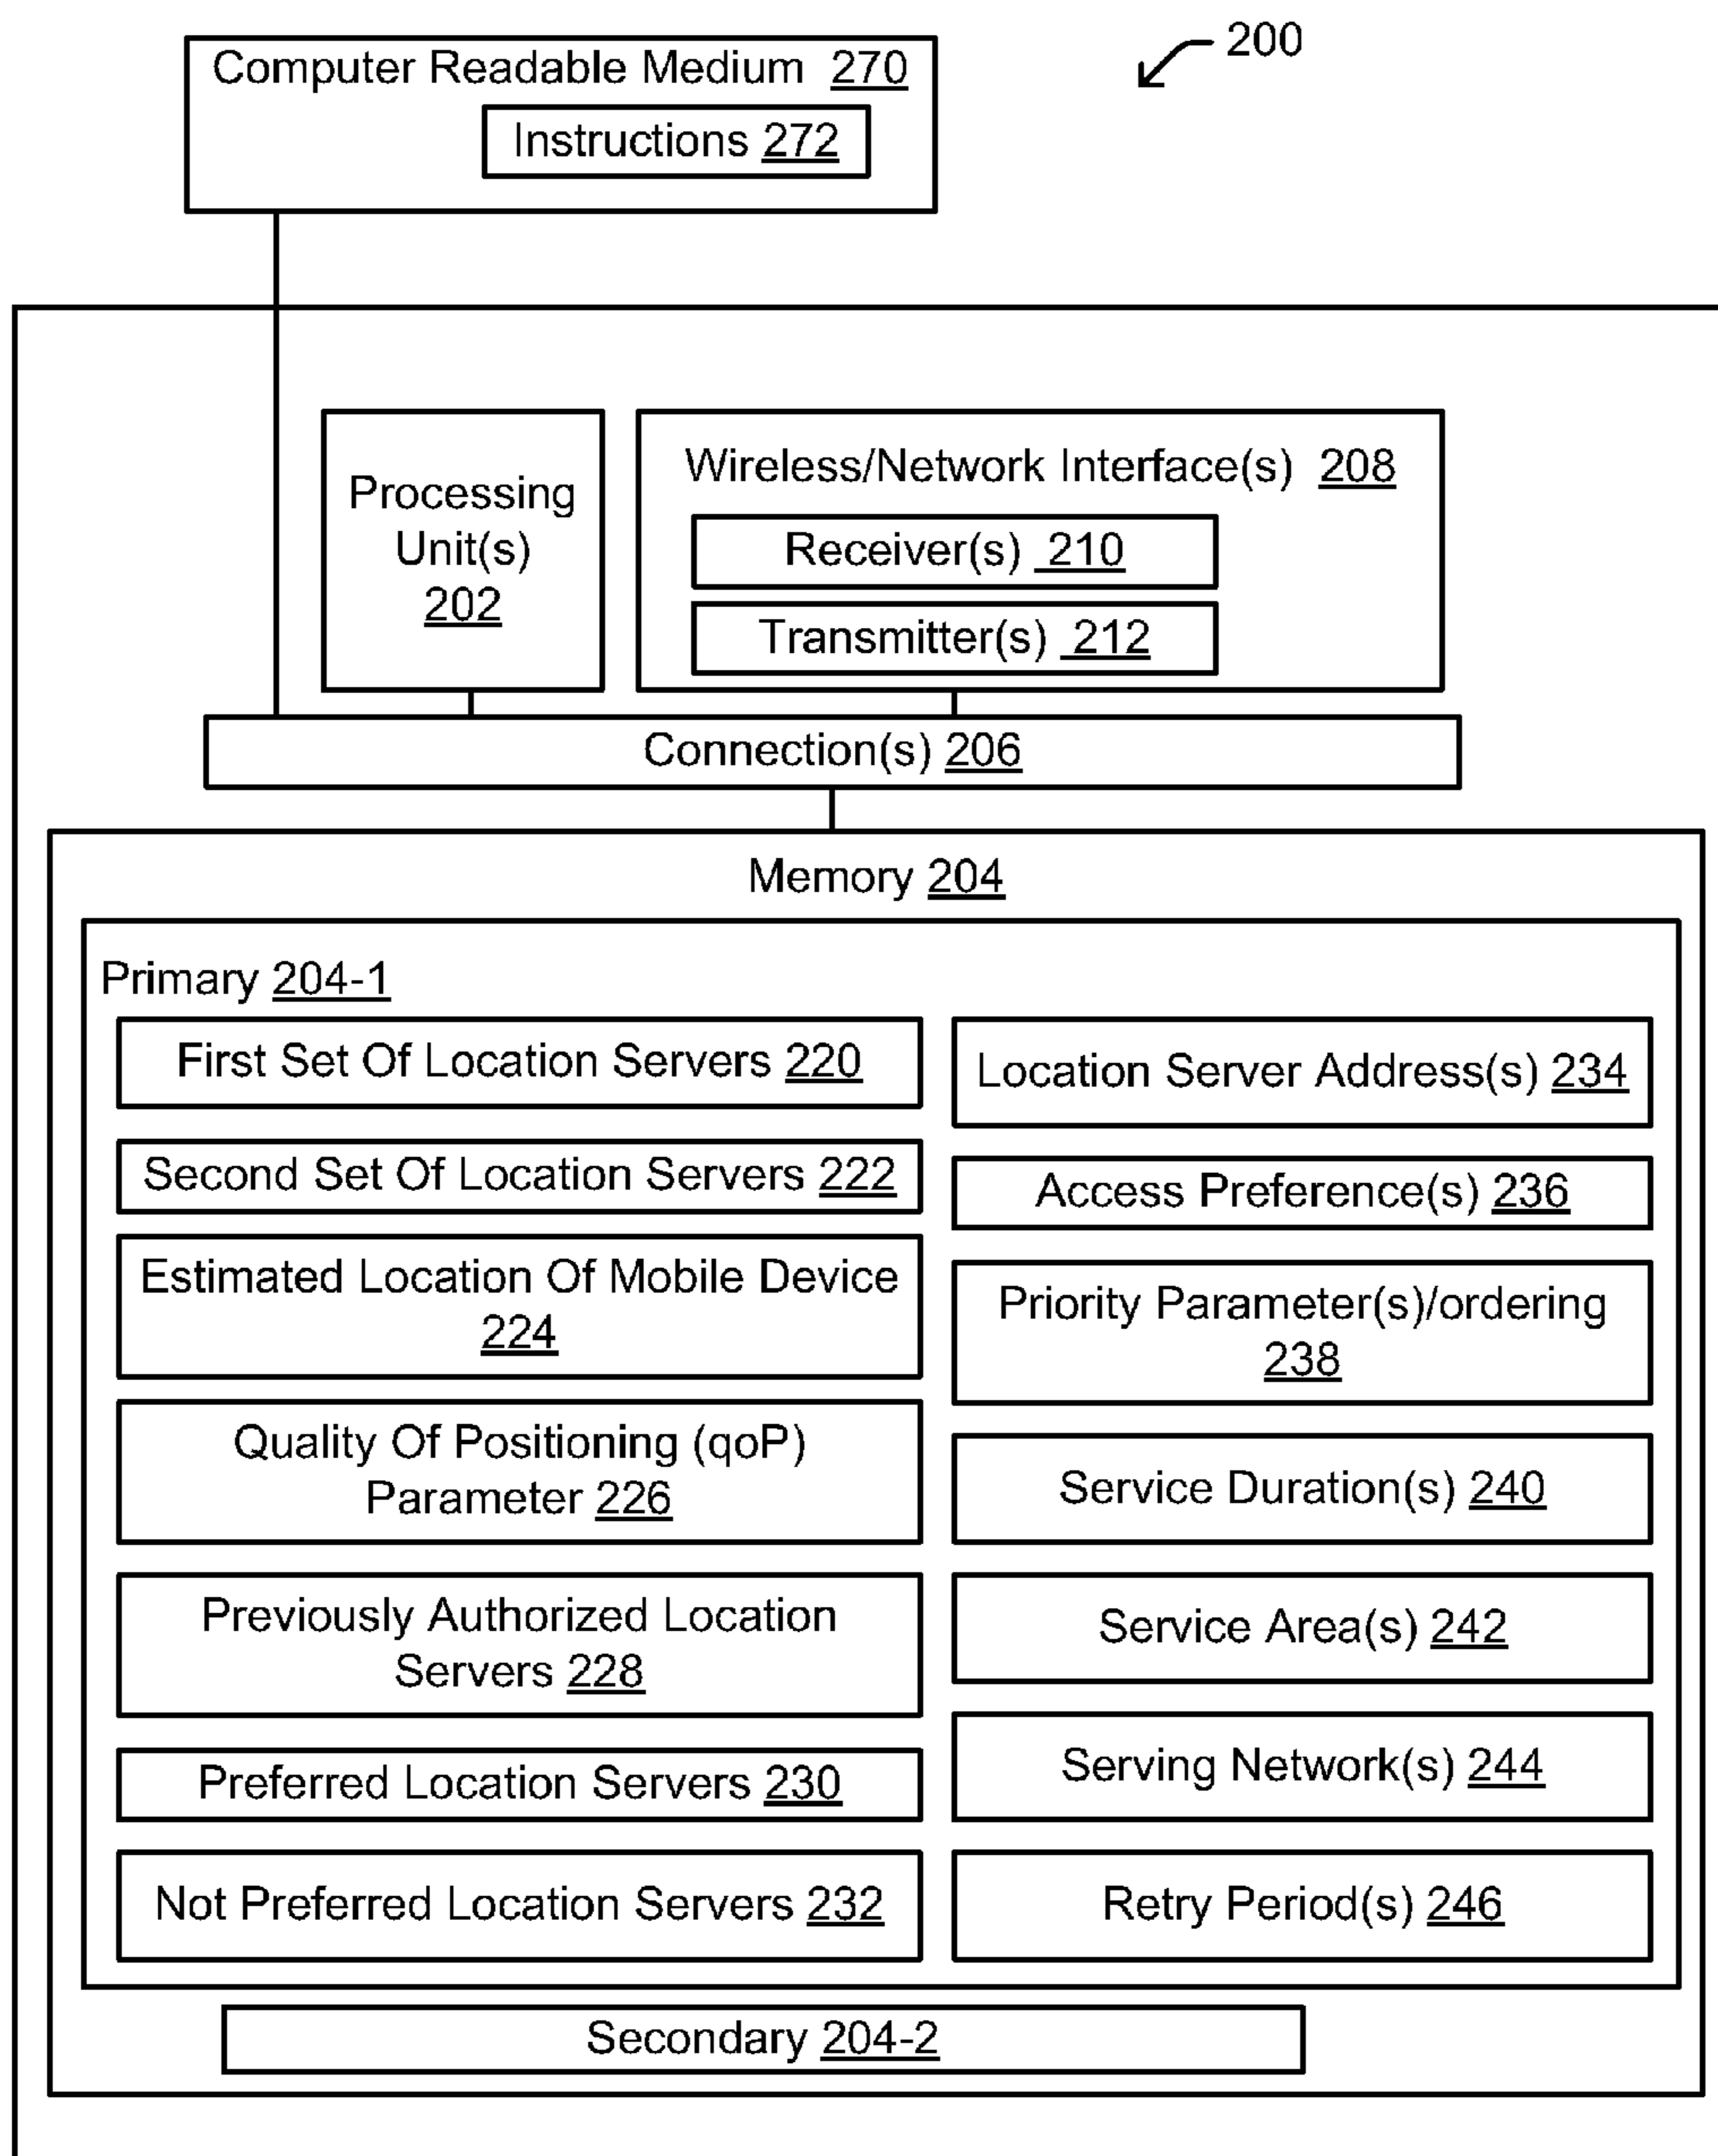 200
Computer Readable Medium 270
Instructions 272
Processing
Unit(s)
202
Wireless/Network Interface(s) 208
Receiver(s) 210
Transmitter(s) 212
Connection(s) 206
Memory 204
Primary 204-1
First Set Of Location Servers 220
Second Set Of Location Servers 222
Estimated Location Of Mobile Device
224
Quality Of Positioning (qoP)
Parameter 226
Previously Authorized Location
Servers 228
Preferred Location Servers 230
Not Preferred Location Servers 232
Location Server Address(s) 234
Access Preference(s) 236
Priority Parameter(s)/ordering
238
Service Duration(s) 240
Service Area(s) 242
Serving Network(s) 244
Retry Period(s) 246
Secondary 204-2